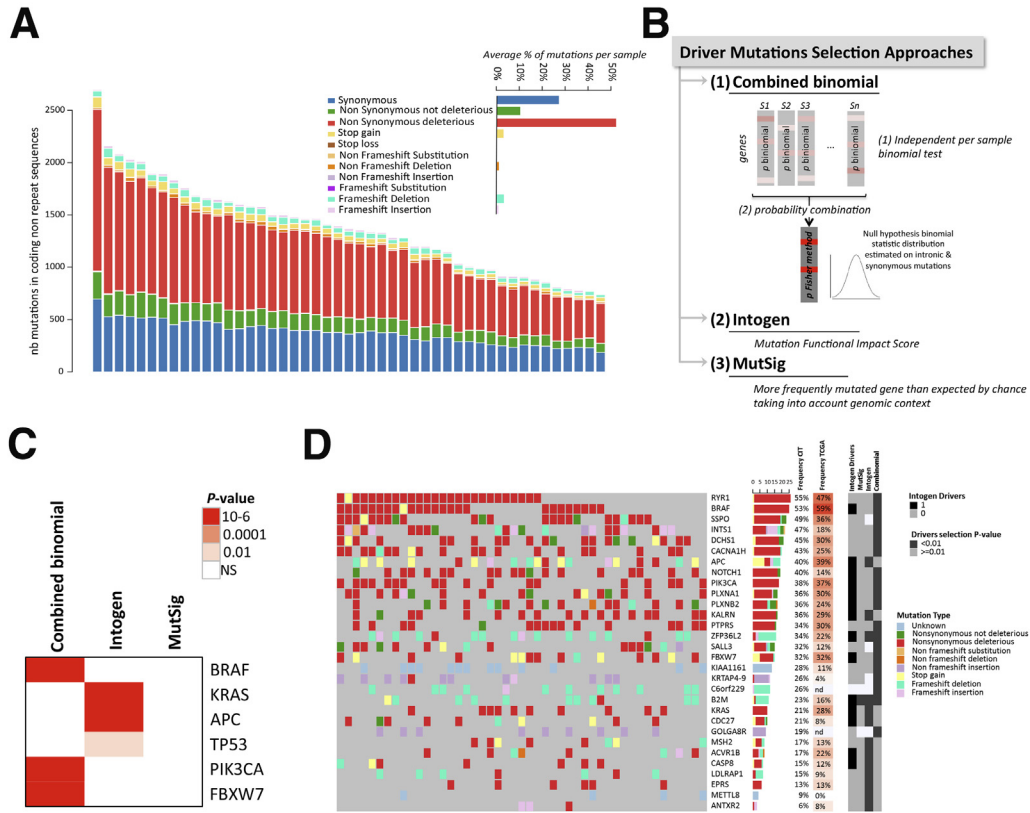 A
Average % of mutations per sample
0%
10%
20%
30%
40%
50%
Synonymous
Non Synonymous not deleterious
Non Synonymous deleterious
Stop gain
Stop loss
Non Frameshift Substitution
Non Frameshift Deletion
Non Frameshift Insertion
Frameshift Substitution
Frameshift Deletion
Frameshift Insertion
nb mutations in coding non repeat sequences
2500
2000
1500
1000
500
0
B
Driver Mutations Selection Approaches
(1) Combined binomial
S1 S2 S3 Sn
genes
p binomial
p binomial
p binomial
...
p binomial
(1) Independent per sample
binomial test
(2) probability combination
p Fisher method
Null hypothesis binomial
statistic distribution
estimated on intronic &
synonymous mutations
(2) Intogen
Mutation Functional Impact Score
(3) MutSig
More frequently mutated gene than expected by chance
taking into account genomic context
C
Combined binomial
Intogen
MutSig
P-value
10-6
0.0001
0.01
NS
BRAF
KRAS
APC
TP53
PIK3CA
FBXW7
D
0 5 10 15 20 25
Frequency CIT
Frequency TCGA
Intogen Drivers
MutSig
Intogen
Combinomial
RYR1 55% 47%
BRAF 53% 59%
SSPO 49% 36%
INTS1 47% 18%
DCHS1 45% 30%
CACNA1H 43% 25%
APC 40% 39%
NOTCH1 40% 14%
PIK3CA 38% 37%
PLXNA1 36% 30%
PLXNB2 36% 24%
KALRN 36% 29%
PTPRS 34% 30%
ZFP36L2 34% 22%
SALL3 32% 12%
FBXW7 32% 32%
KIAA1161 28% 11%
KRTAP4-9 26% 4%
C6orf229 26% nd
B2M 23% 16%
KRAS 21% 28%
CDC27 21% 8%
GOLGA8R 19% nd
MSH2 17% 13%
ACVR1B 17% 22%
CASP8 15% 12%
LDLRAP1 15% 9%
EPRS 13% 13%
METTL8 9% 0%
ANTXR2 6% 8%
Intogen Drivers
1
0
Drivers selection P-value
<0.01
>=0.01
Mutation Type
Unknown
Nonsynonymous not deleterious
Nonsynonymous deleterious
Non frameshift substitution
Non frameshift deletion
Non frameshift insertion
Stop gain
Frameshift deletion
Frameshift insertion